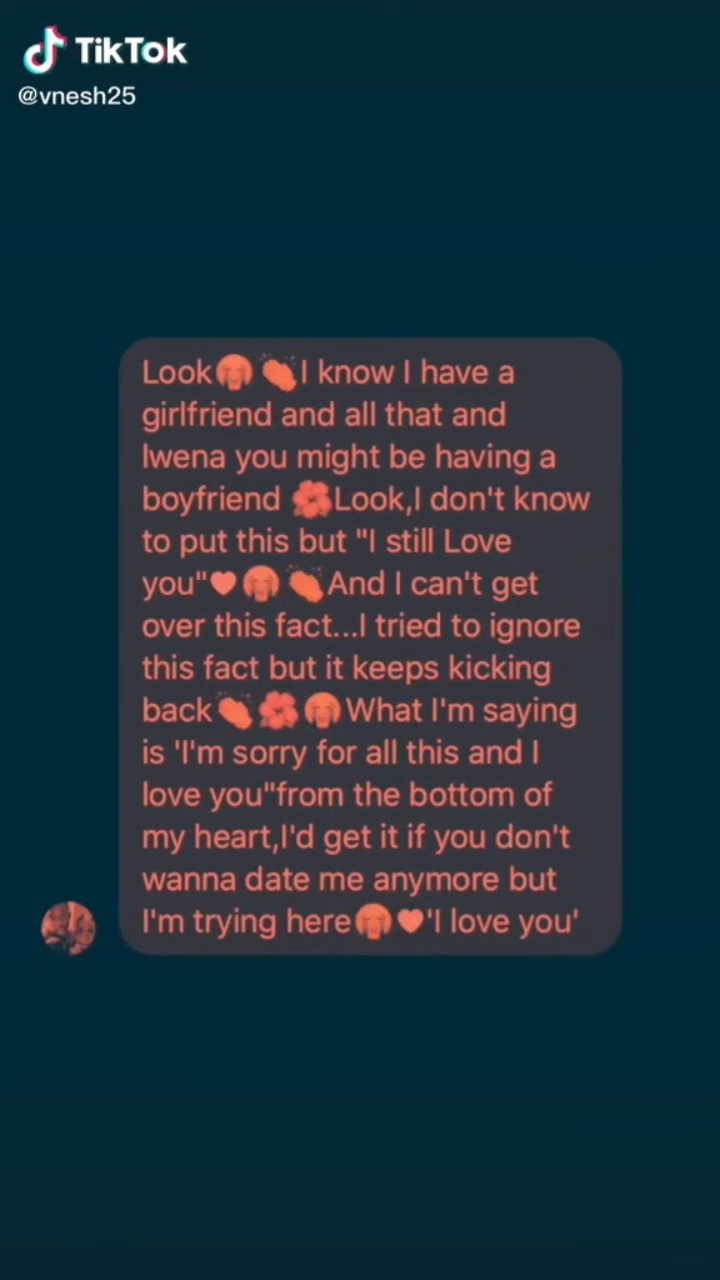 TikTok
@vnesh25
Look😭👏I know I have a
girlfriend and all that and
Iwena you might be having a
boyfriend 🌺Look,I don't know
to put this but "I still Love
you"♥😭👏And I can't get
over this fact...I tried to ignore
this fact but it keeps kicking
back👏🌺😭What I'm saying
is 'I'm sorry for all this and I
love you"from the bottom of
my heart,I'd get it if you don't
wanna date me anymore but
I'm trying here😭♥'I love you'